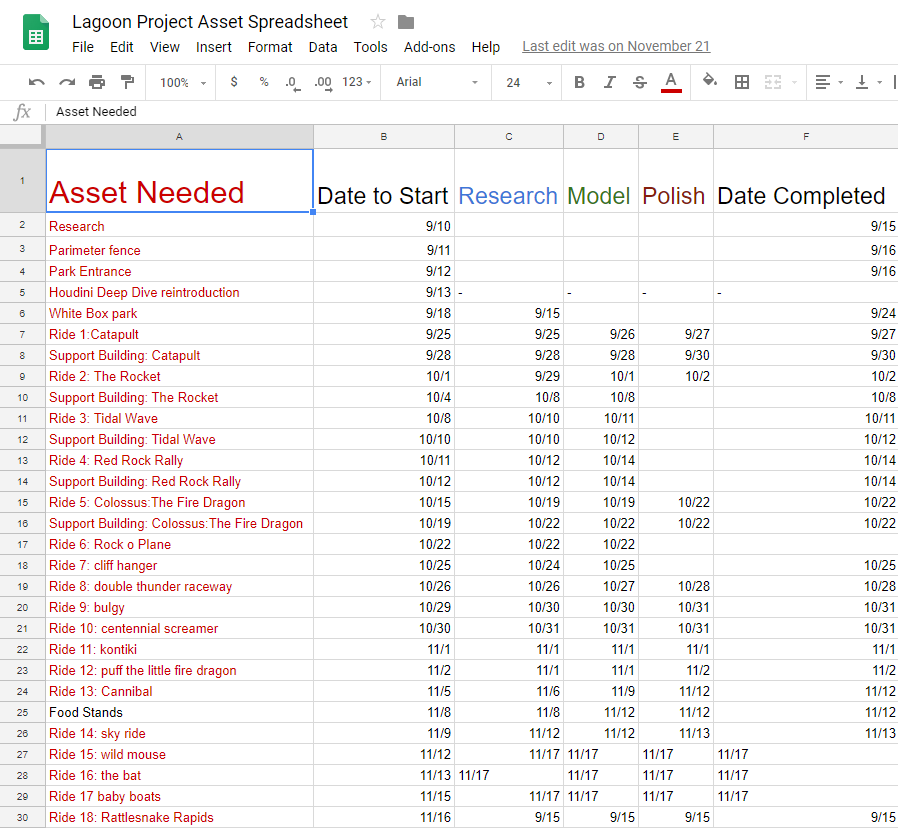 Lagoon Project Asset Spreadsheet
File Edit View Insert Format Data Tools Add-ons Help Last edit was on November 21
100% $ % .0 .00 123 Arial 24 B I S A
fx Asset Needed
A B C D E F
1 Asset Needed Date to Start Research Model Polish Date Completed
2 Research 9/10 9/15
3 Parimeter fence 9/11 9/16
4 Park Entrance 9/12 9/16
5 Houdini Deep Dive reintroduction 9/13 - - - -
6 White Box park 9/18 9/15 9/24
7 Ride 1:Catapult 9/25 9/25 9/26 9/27 9/27
8 Support Building: Catapult 9/28 9/28 9/28 9/30 9/30
9 Ride 2: The Rocket 10/1 9/29 10/1 10/2 10/2
10 Support Building: The Rocket 10/4 10/8 10/8 10/8
11 Ride 3: Tidal Wave 10/8 10/10 10/11 10/11
12 Support Building: Tidal Wave 10/10 10/10 10/12 10/12
13 Ride 4: Red Rock Rally 10/11 10/12 10/14 10/14
14 Support Building: Red Rock Rally 10/12 10/12 10/14 10/14
15 Ride 5: Colossus:The Fire Dragon 10/15 10/19 10/19 10/22 10/22
16 Support Building: Colossus:The Fire Dragon 10/19 10/22 10/22 10/22 10/22
17 Ride 6: Rock o Plane 10/22 10/22 10/22
18 Ride 7: cliff hanger 10/25 10/24 10/25 10/25
19 Ride 8: double thunder raceway 10/26 10/26 10/27 10/28 10/28
20 Ride 9: bulgy 10/29 10/30 10/30 10/31 10/31
21 Ride 10: centennial screamer 10/30 10/31 10/31 10/31 10/31
22 Ride 11: kontiki 11/1 11/1 11/1 11/1 11/1
23 Ride 12: puff the little fire dragon 11/2 11/1 11/1 11/2 11/2
24 Ride 13: Cannibal 11/5 11/6 11/9 11/12 11/12
25 Food Stands 11/8 11/8 11/12 11/12 11/12
26 Ride 14: sky ride 11/9 11/12 11/12 11/13 11/13
27 Ride 15: wild mouse 11/12 11/17 11/17 11/17 11/17
28 Ride 16: the bat 11/13 11/17 11/17 11/17 11/17
29 Ride 17 baby boats 11/15 11/17 11/17 11/17 11/17
30 Ride 18: Rattlesnake Rapids 11/16 9/15 9/15 9/15 9/15